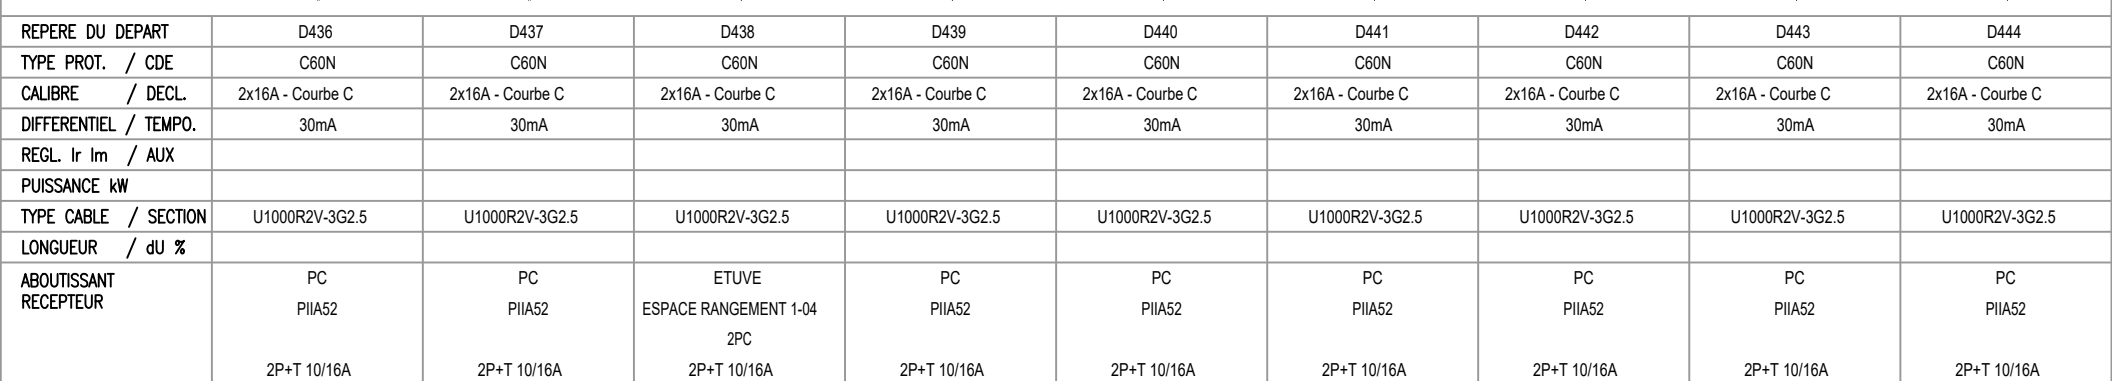 REPERE DU DEPART D436 D437 D438 D439 D440 D441 D442 D443 D444
TYPE PROT. / CDE C60N C60N C60N C60N C60N C60N C60N C60N C60N
CALIBRE / DECL. 2x16A - Courbe C 2x16A - Courbe C 2x16A - Courbe C 2x16A - Courbe C 2x16A - Courbe C 2x16A - Courbe C 2x16A - Courbe C 2x16A - Courbe C 2x16A - Courbe C
DIFFERENTIEL / TEMPO. 30mA 30mA 30mA 30mA 30mA 30mA 30mA 30mA 30mA
REGL. Ir Im / AUX
PUISSANCE kW
TYPE CABLE / SECTION U1000R2V-3G2.5 U1000R2V-3G2.5 U1000R2V-3G2.5 U1000R2V-3G2.5 U1000R2V-3G2.5 U1000R2V-3G2.5 U1000R2V-3G2.5 U1000R2V-3G2.5 U1000R2V-3G2.5
LONGUEUR / dU %
ABOUTISSANT PC PC ETUVE PC PC PC PC PC PC
RECEPTEUR PIIA52 PIIA52 ESPACE RANGEMENT 1-04 PIIA52 PIIA52 PIIA52 PIIA52 PIIA52 PIIA52
2PC
2P+T 10/16A 2P+T 10/16A 2P+T 10/16A 2P+T 10/16A 2P+T 10/16A 2P+T 10/16A 2P+T 10/16A 2P+T 10/16A 2P+T 10/16A